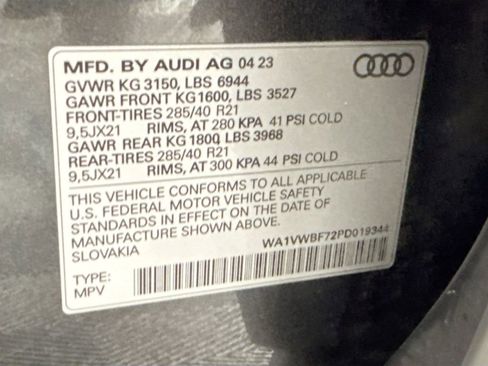 MFD. BY AUDI AG 04 23
GVWR KG 3150, LBS 6944
GAWR FRONT KG1600, LBS 3527
FRONT-TIRES 285/40 R21
9,5JX21 RIMS, AT 280 KPA 41 PSI COLD
GAWR REAR KG 1800, LBS 3968
REAR-TIRES 285/40 R21
9,5JX21 RIMS, AT 300 KPA 44 PSI COLD
THIS VEHICLE CONFORMS TO ALL APPLICABLE
U.S. FEDERAL MOTOR VEHICLE SAFETY
STANDARDS IN EFFECT ON THE DATE OF
MANUFACTURE SHOWN ABOVE.
SLOVAKIA WA1VWBF72PD019344
TYPE:
MPV